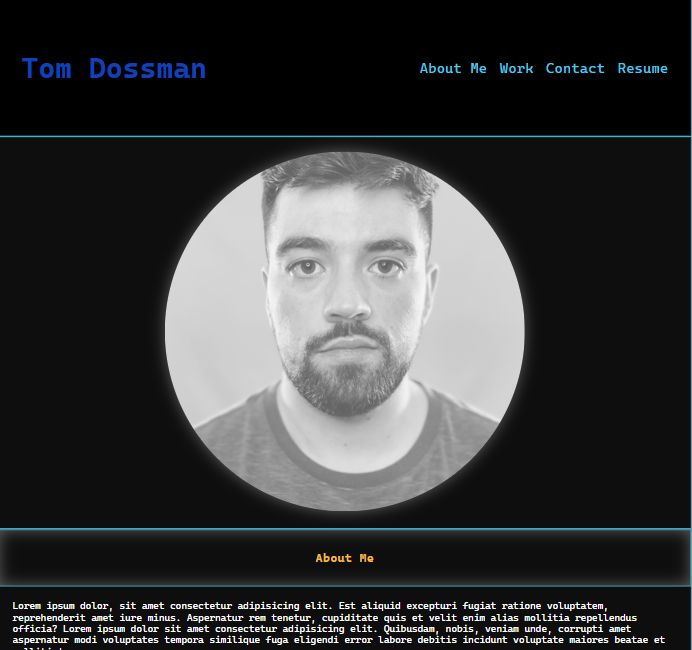 Tom Dossman
About Me Work Contact Resume
About Me
Lorem ipsum dolor, sit amet consectetur adipisicing elit. Est aliquid excepturi fugiat ratione voluptatem,
reprehenderit amet iure minus. Aspernatur rem tenetur, cupiditate quis et velit enim alias mollitia repellendus
officia? Lorem ipsum dolor sit amet consectetur adipisicing elit. Quibusdam, nobis, veniam unde, corrupti amet
aspernatur modi voluptates tempora similique fuga eligendi error labore debitis incidunt voluptate maiores beatae et